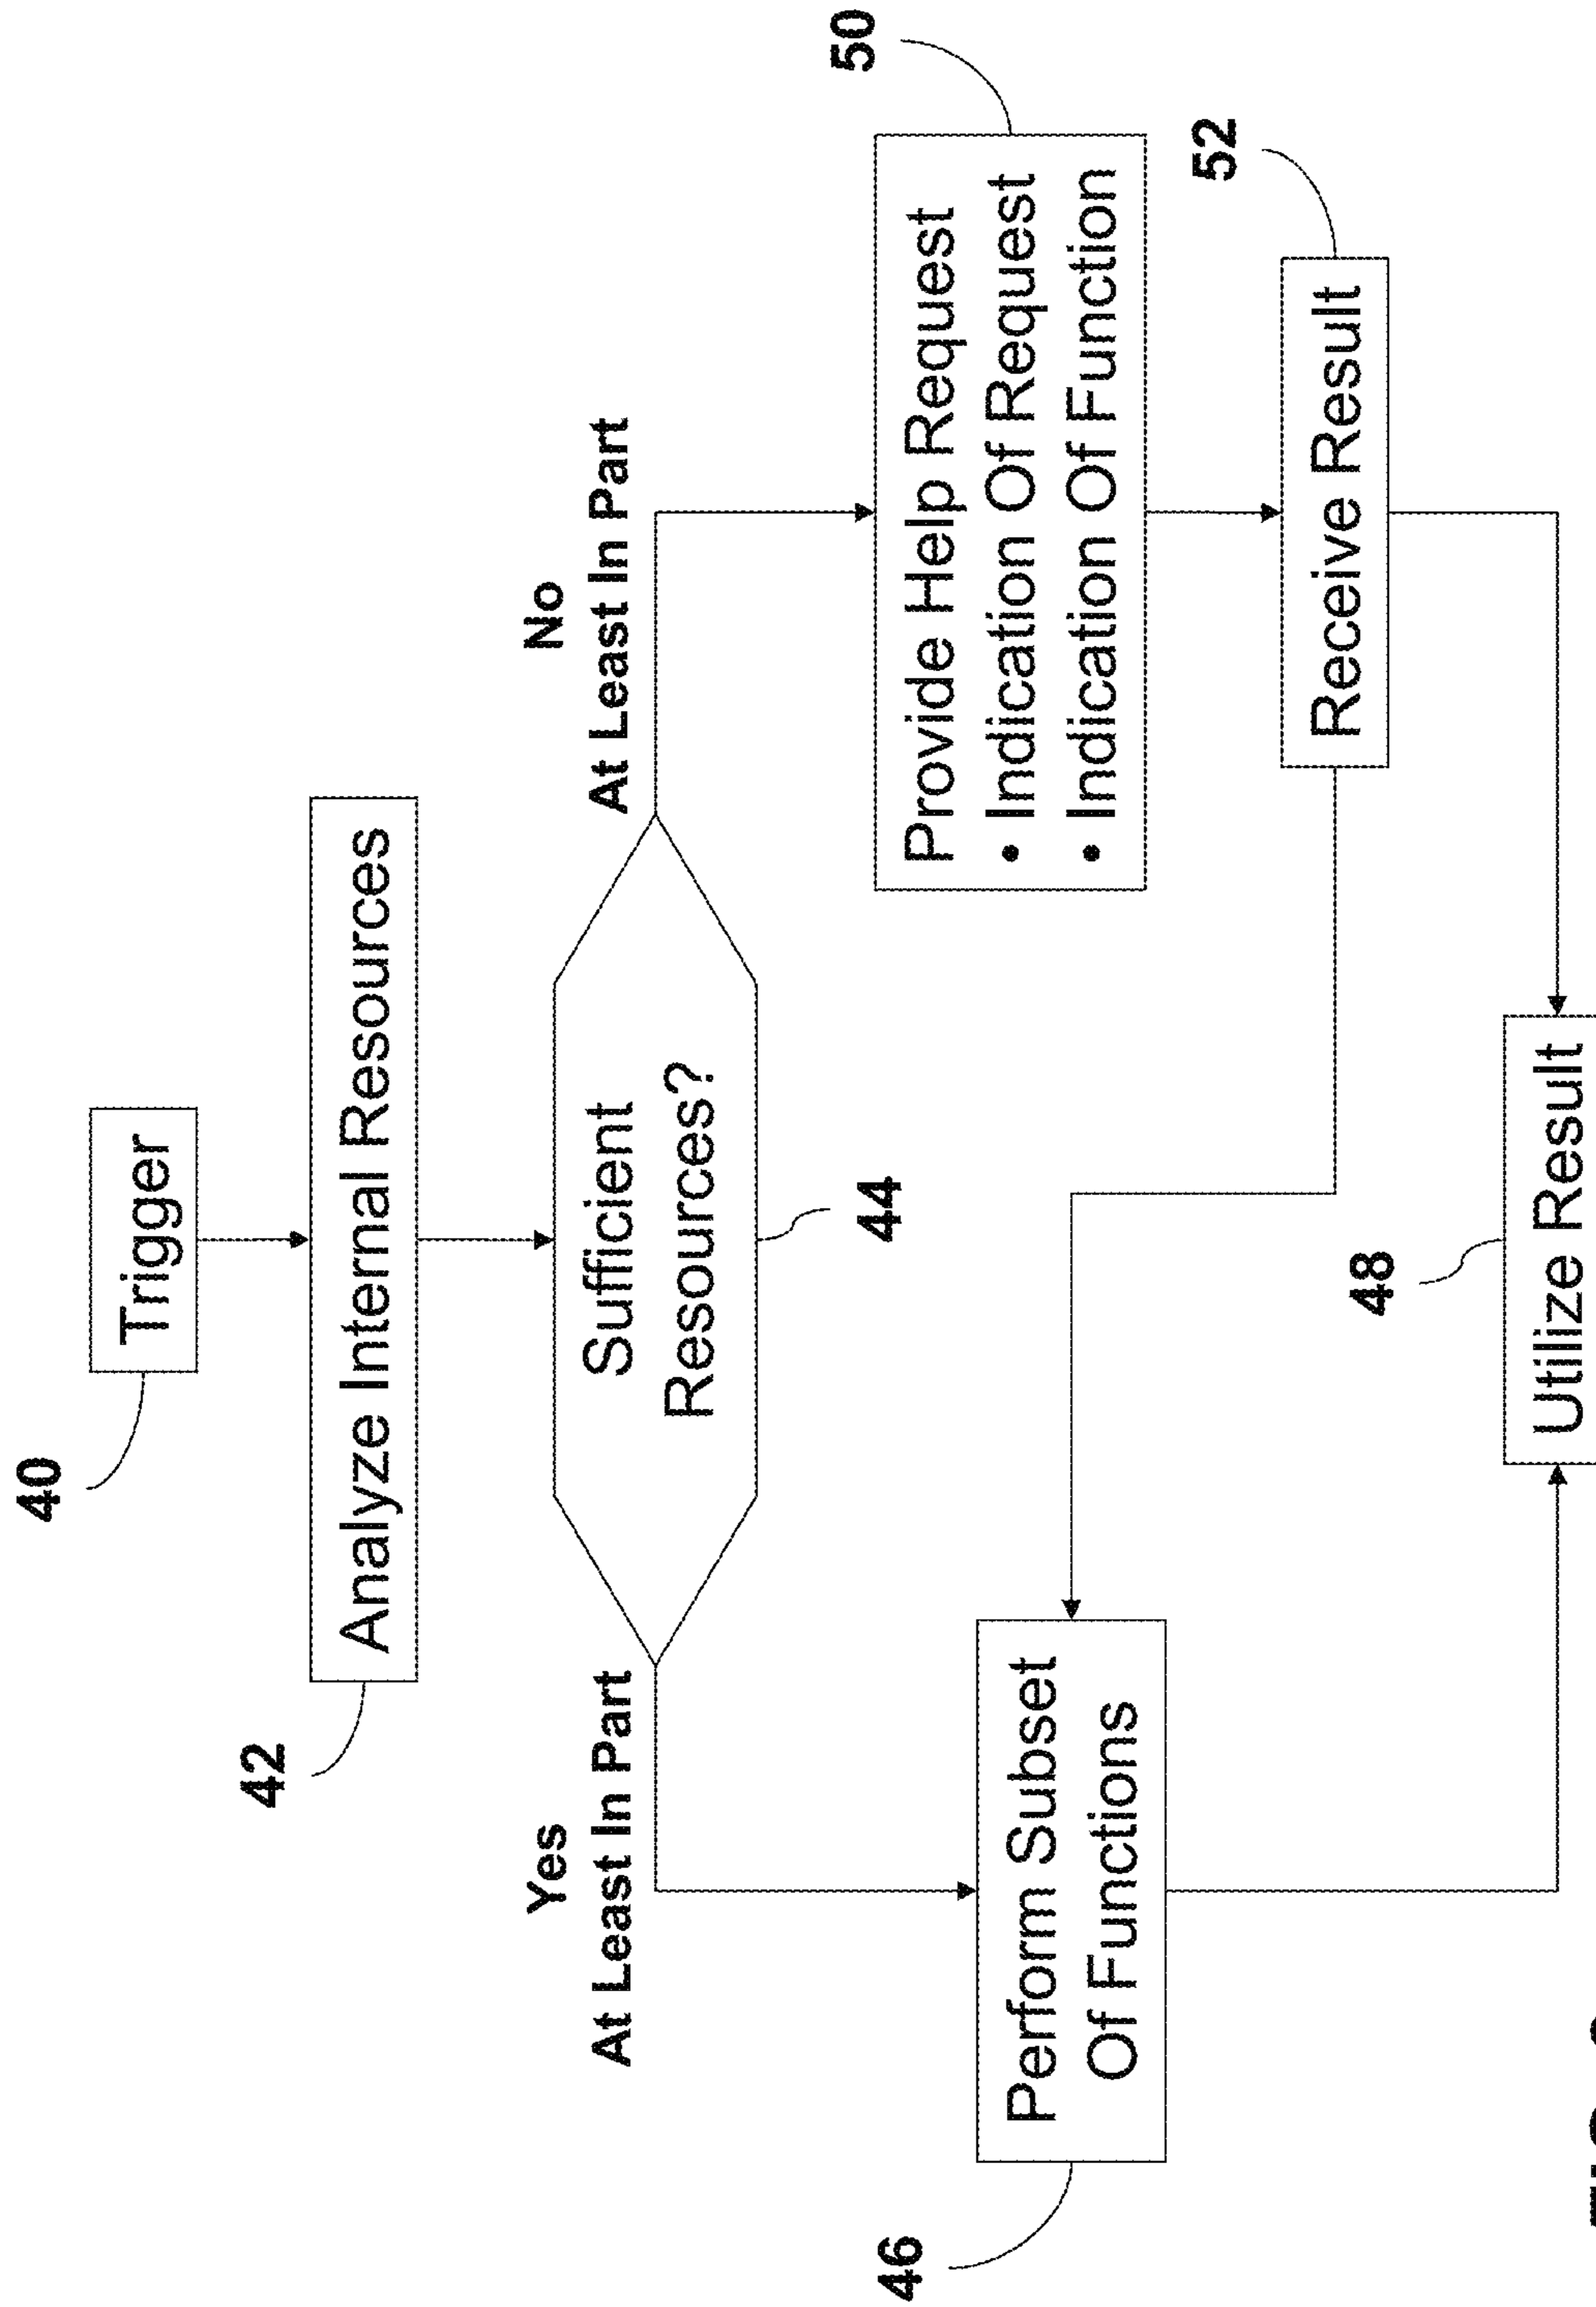 40
Trigger
42
Analyze Internal Resources
Sufficient
Resources?
44
Yes
At Least In Part
No
At Least In Part
50
Provide Help Request
• Indication Of Request
• Indication Of Function
46
Perform Subset
Of Functions
52
Receive Result
48
Utilize Result